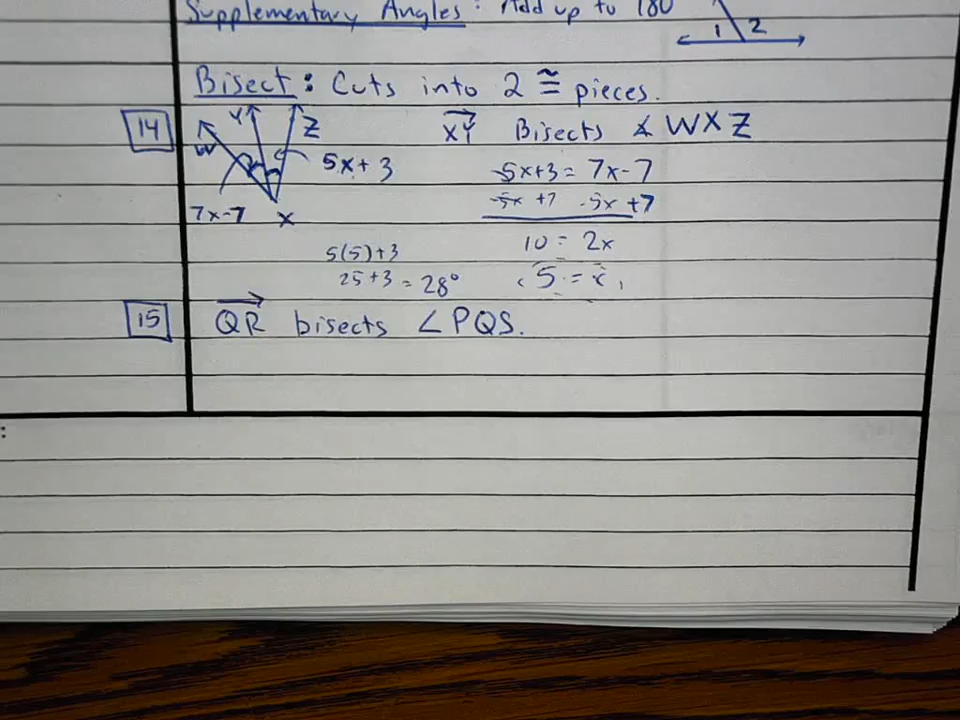 Supplementary Angles: Add up to 180
1 2
Bisect: Cuts into 2 ≅ pieces.
14 W Y Z XY Bisects ∡ WXZ
5x+3 -5x+3 = 7x-7
7x-7 X -5x +7 -5x +7
5(5)+3 10 = 2x
25+3 = 28° 5 = x
15 QR bisects ∠PQS.
: